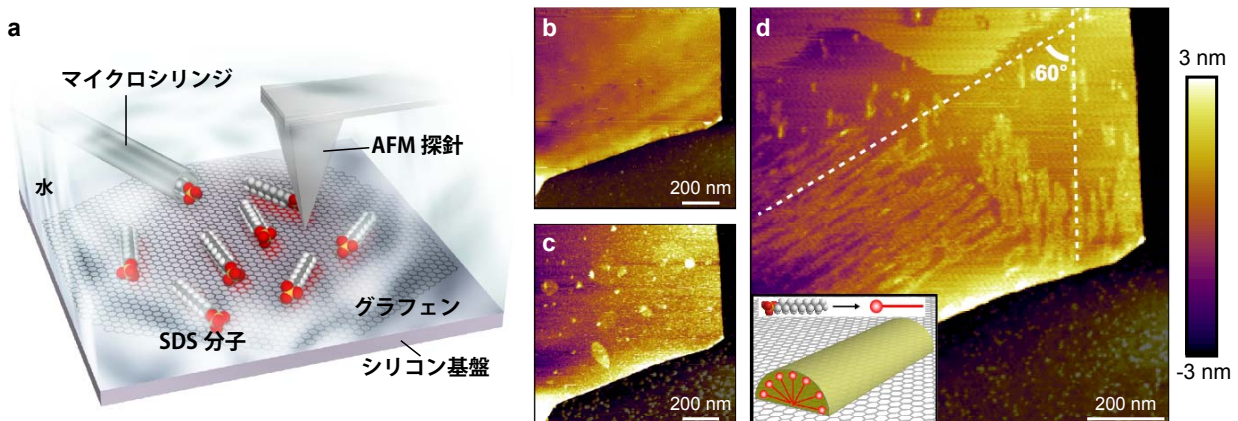 a
マイクロシリンジ
AFM 探針
水
グラフェン
SDS 分子
シリコン基盤
b
200 nm
c
200 nm
d
60°
200 nm
3 nm
-3 nm